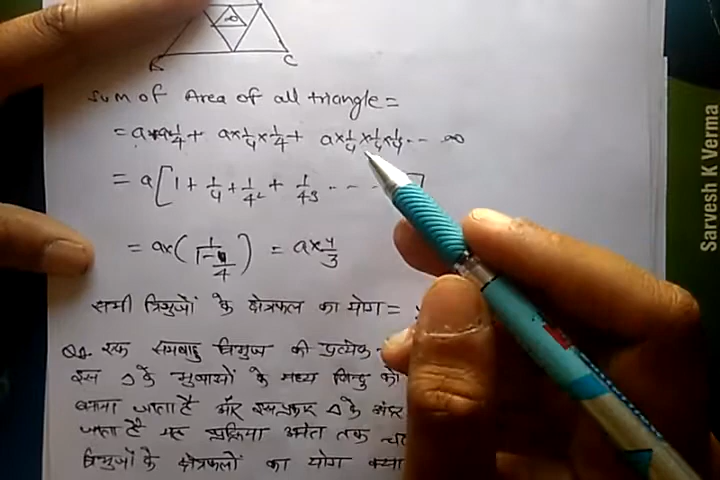 B C
Sum of Area of all triangle =
= a + a×1/4 + a×1/4×1/4 + a×1/4×1/4×1/4 ... ∞
= a [ 1 + 1/4 + 1/4² + 1/43 - - - - ]
= a× ( 1/(1-1/4) ) = a×4/3
सभी त्रिभुजों के क्षेत्रफल का योग =
Q2. एक समबाहु त्रिभुज की प्रत्येक
इस Δ के भुजाओं के मध्य बिन्दु को
बनाया जाता है और इसप्रकार Δ के अंदर
जाता है यह प्रक्रिया अनंत तक
त्रिभुजों के क्षेत्रफलों का योग क्या
Sarvesh K Verma